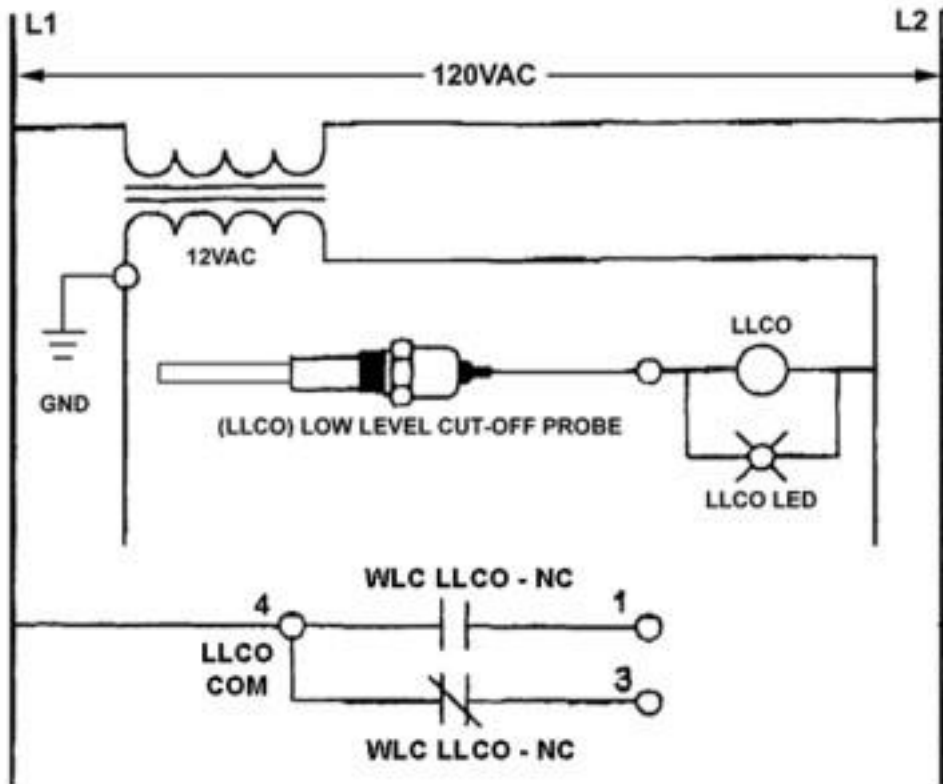 L1
L2
120VAC
12VAC
GND
LLCO
(LLCO) LOW LEVEL CUT-OFF PROBE
LLCO LED
WLC LLCO - NC
4
1
LLCO
COM
3
WLC LLCO - NC